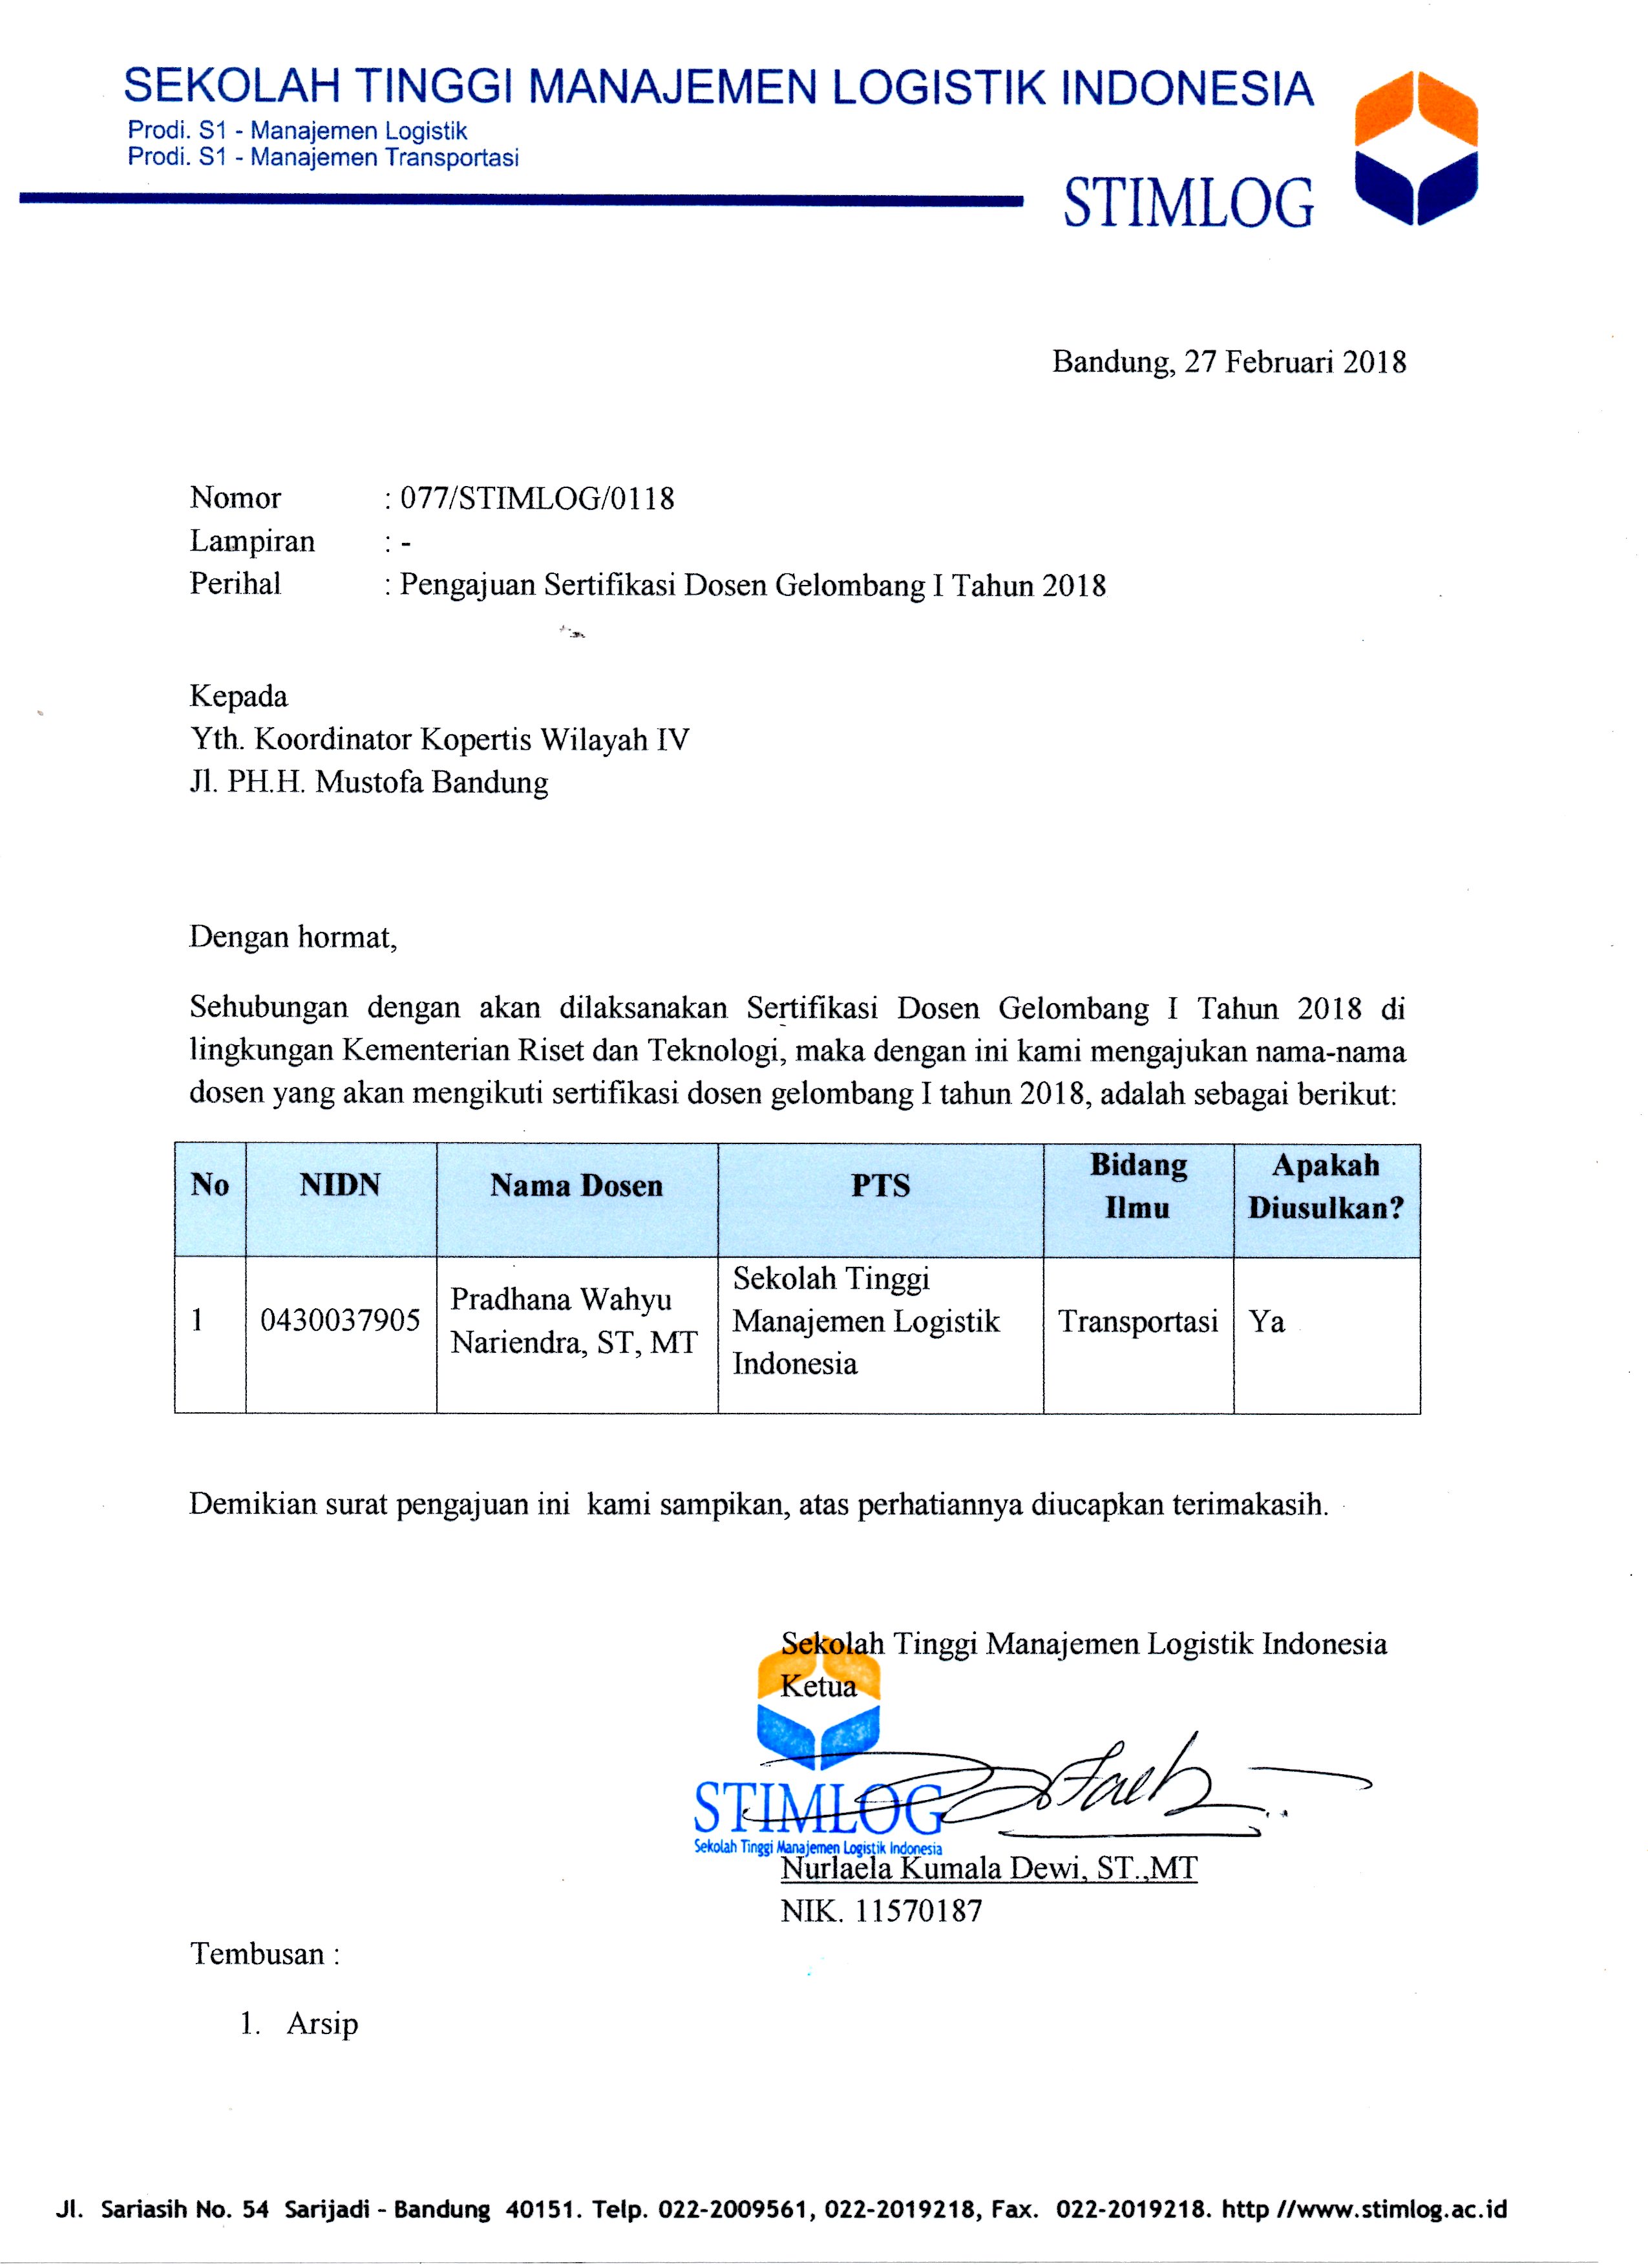 SEKOLAH TINGGI MANAJEMEN LOGISTIK INDONESIA
Prodi. S1 - Manajemen Logistik
Prodi. S1 - Manajemen Transportasi
STIMLOG
Bandung, 27 Februari 2018
Nomor : 077/STIMLOG/0118
Lampiran : -
Perihal : Pengajuan Sertifikasi Dosen Gelombang I Tahun 2018
Kepada
Yth. Koordinator Kopertis Wilayah IV
Jl. PH.H. Mustofa Bandung
Dengan hormat,
Sehubungan dengan akan dilaksanakan Sertifikasi Dosen Gelombang I Tahun 2018 di
lingkungan Kementerian Riset dan Teknologi, maka dengan ini kami mengajukan nama-nama
dosen yang akan mengikuti sertifikasi dosen gelombang I tahun 2018, adalah sebagai berikut:
No NIDN Nama Dosen PTS Bidang Ilmu Apakah Diusulkan?
1 0430037905 Pradhana Wahyu Nariendra, ST, MT Sekolah Tinggi Manajemen Logistik Indonesia Transportasi Ya
Demikian surat pengajuan ini kami sampikan, atas perhatiannya diucapkan terimakasih.
Sekolah Tinggi Manajemen Logistik Indonesia
Ketua
STIMLOG
Sekolah Tinggi Manajemen Logistik Indonesia
Nurlaela Kumala Dewi, ST.,MT
NIK. 11570187
Tembusan :
1. Arsip
Jl. Sariasih No. 54 Sarijadi - Bandung 40151. Telp. 022-2009561, 022-2019218, Fax. 022-2019218. http //www.stimlog.ac.id